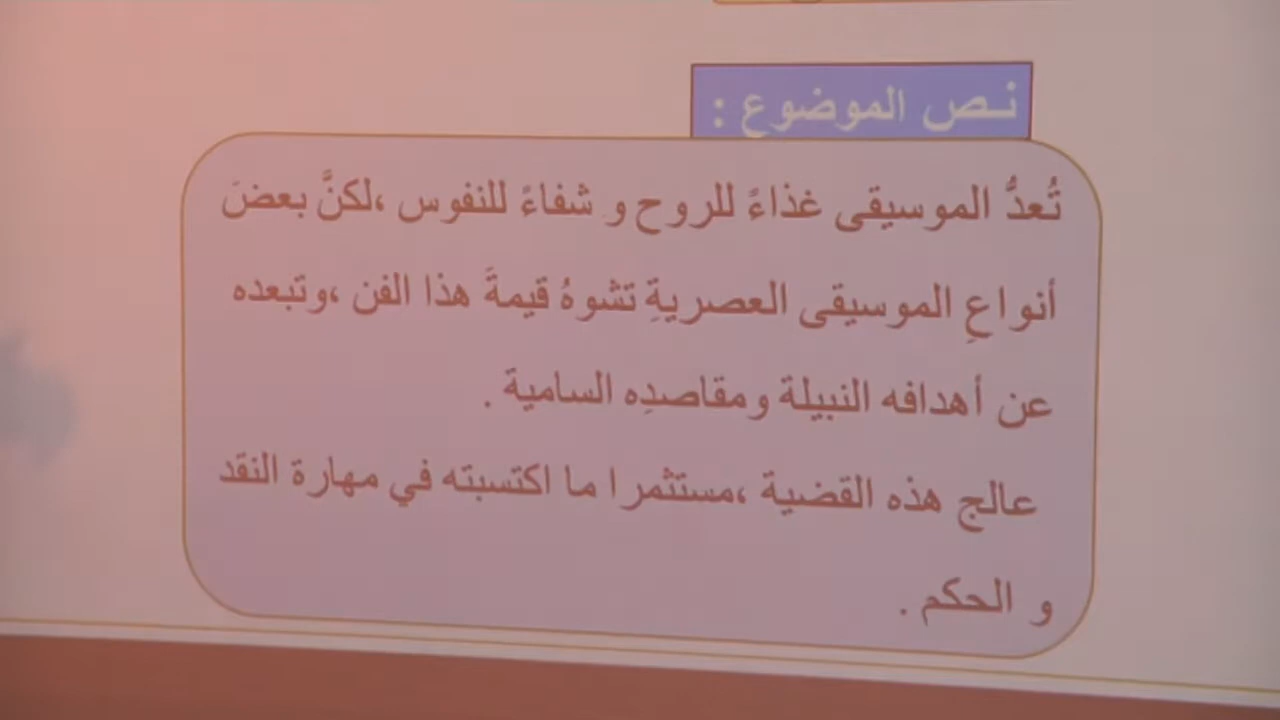 نـص الموضوع :
تُعدُّ الموسيقى غذاءً للروح و شفاءً للنفوس ،لكنَّ بعضَ
أنواعِ الموسيقى العصريةِ تشوهُ قيمةَ هذا الفن ،وتبعده
عن أهدافه النبيلة ومقاصدِه السامية .
عالج هذه القضية ،مستثمرا ما اكتسبته في مهارة النقد
و الحكم .